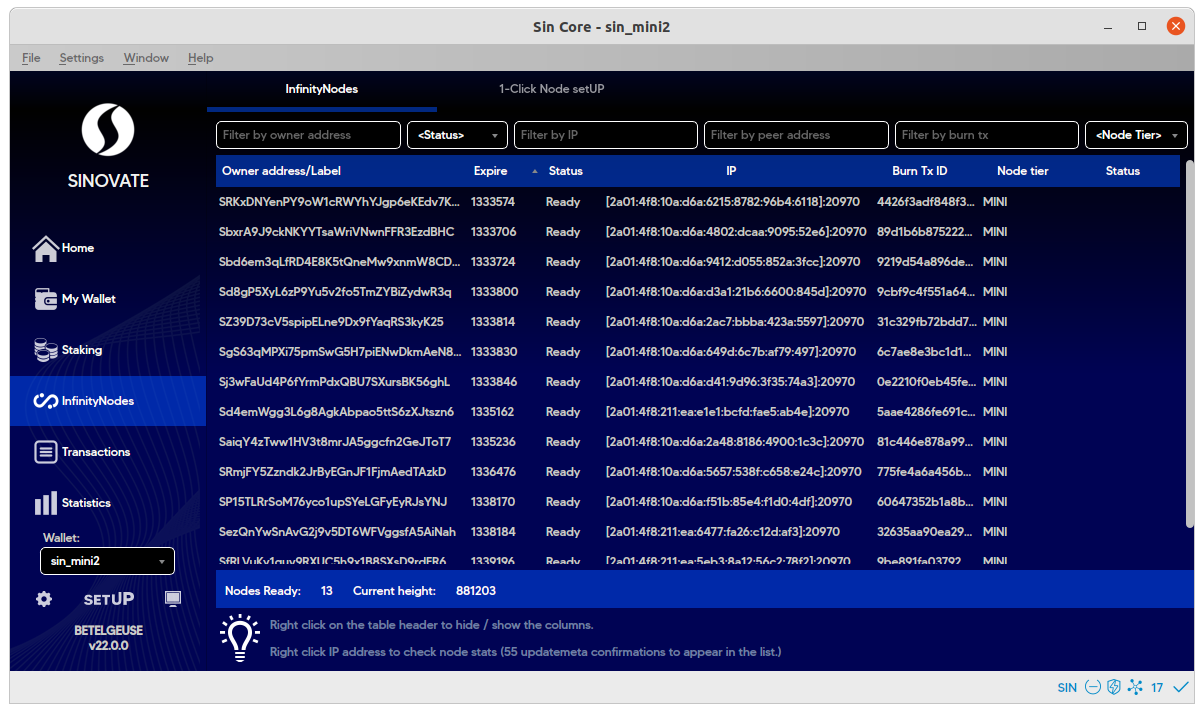 Sin Core - sin_mini2
File Settings Window Help
InfinityNodes 1-Click Node setUP
SINOVATE
Filter by owner address <Status> Filter by IP Filter by peer address Filter by burn tx <Node Tier>
Owner address/Label Expire Status IP Burn Tx ID Node tier Status
SRKxDNYenPY9oW1cRWYhYJgp6eKEdv7K... 1333574 Ready [2a01:4f8:10a:d6a:6215:8782:96b4:6118]:20970 4426f3adf848f3... MINI
SbxrA9J9ckNKYYTsaWriVNwnFFR3EzdBHC 1333706 Ready [2a01:4f8:10a:d6a:4802:dcaa:9095:52e6]:20970 89d1b6b875222... MINI
Sbd6em3qLfRD4E8K5tQneMw9xnmW8CD... 1333724 Ready [2a01:4f8:10a:d6a:9412:d055:852a:3fcc]:20970 9219d54a896de... MINI
Sd8gP5XyL6zP9Yu5v2fo5TmZYBiZydwR3q 1333800 Ready [2a01:4f8:10a:d6a:d3a1:21b6:6600:845d]:20970 9cbf9c4f551a64... MINI
SZ39D73cV5spipELne9Dx9fYaqRS3kyK25 1333814 Ready [2a01:4f8:10a:d6a:2ac7:bbba:423a:5597]:20970 31c329fb72bdd7... MINI
SgS63qMPXi75pmSwG5H7piENwDkmAeN8... 1333830 Ready [2a01:4f8:10a:d6a:649d:6c7b:af79:497]:20970 6c7ae8e3bc1d1... MINI
Sj3wFaUd4P6fYrmPdxQBU7SXursBK56ghL 1333846 Ready [2a01:4f8:10a:d6a:d41:9d96:3f35:74a3]:20970 0e2210f0eb45fe... MINI
Sd4emWgg3L6g8AgkAbpao5ttS6zXJtszn6 1335162 Ready [2a01:4f8:211:ea:e1e1:bcfd:fae5:ab4e]:20970 5aae4286fe691c... MINI
SaiqY4zTww1HV3t8mrJA5ggcfn2GeJToT7 1335236 Ready [2a01:4f8:10a:d6a:2a48:8186:4900:1c3c]:20970 81c446e878a99... MINI
SRmjFY5Zzndk2JrByEGnJF1FjmAedTAzkD 1336476 Ready [2a01:4f8:10a:d6a:5657:538f:c658:e24c]:20970 775fe4a6a456b... MINI
SP15TLRrSoM76yco1upSYeLGFyEyRJsYNJ 1338170 Ready [2a01:4f8:10a:d6a:f51b:85e4:f1d0:4df]:20970 60647352b1a8b... MINI
SezQnYwSnAvG2j9v5DT6WFVggsfA5AiNah 1338184 Ready [2a01:4f8:211:ea:6477:fa26:c12d:af3]:20970 32635aa90ea29... MINI
1339196 Ready [2a01:4f8:211:ea:5eb3:8a12:56c2:78f2]:20970 9be891fa03792... MINI
Nodes Ready: 13 Current height: 881203
Right click on the table header to hide / show the columns.
Right click IP address to check node stats (55 updatemeta confirmations to appear in the list.)
Home
My Wallet
Staking
InfinityNodes
Transactions
Statistics
Wallet:
sin_mini2
SETUP
BETELGEUSE
v22.0.0
SIN 17